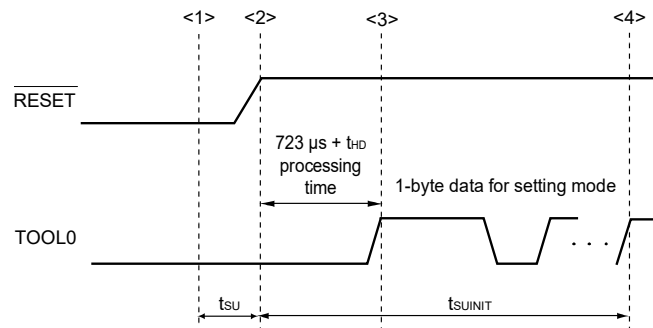 <1> <2> <3> <4>
RESET
723 µs + tHD
processing
time
1-byte data for setting mode
TOOL0
. . .
tSU
tSUINIT